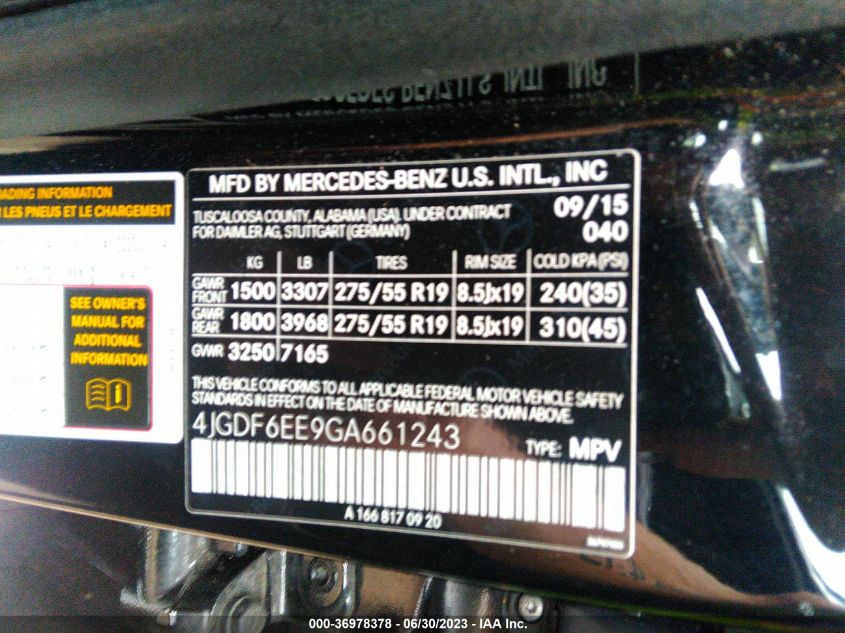 OADING INFORMATION
LES PNEUS ET LE CHARGEMENT
SEE OWNER'S
MANUAL FOR
ADDITIONAL
INFORMATION
MFD BY MERCEDES-BENZ U.S. INTL., INC
TUSCALOOSA COUNTY, ALABAMA (USA), UNDER CONTRACT 09/15
FOR DAIMLER AG, STUTTGART (GERMANY) 040
KG LB TIRES RIM SIZE COLD KPA (PSI)
GAWR FRONT 1500 3307 275/55 R19 8.5Jx19 240(35)
GAWR REAR 1800 3968 275/55 R19 8.5Jx19 310(45)
GVWR 3250 7165
THIS VEHICLE CONFORMS TO ALL APPLICABLE FEDERAL MOTOR VEHICLE SAFETY
STANDARDS IN EFFECT ON THE DATE OF MANUFACTURE SHOWN ABOVE.
4JGDF6EE9GA661243 TYPE: MPV
A 166 817 09 20
000-36978378 - 06/30/2023 - IAA Inc.